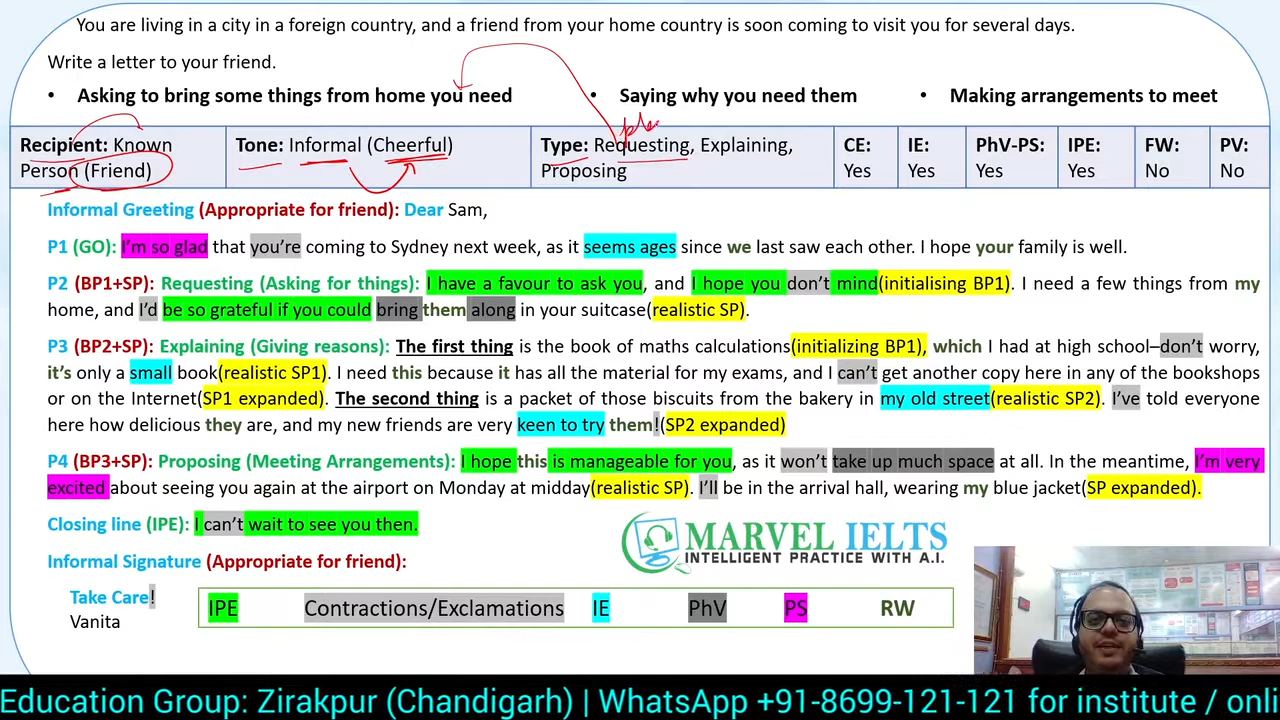 You are living in a city in a foreign country, and a friend from your home country is soon coming to visit you for several days.
Write a letter to your friend.
• Asking to bring some things from home you need • Saying why you need them • Making arrangements to meet
Recipient: Known Person (Friend)
Tone: Informal (Cheerful)
Type: Requesting, Explaining, Proposing
CE: Yes
IE: Yes
PhV-PS: Yes
IPE: Yes
FW: No
PV: No
Informal Greeting (Appropriate for friend): Dear Sam,
P1 (GO): I'm so glad that you're coming to Sydney next week, as it seems ages since we last saw each other. I hope your family is well.
P2 (BP1+SP): Requesting (Asking for things): I have a favour to ask you, and I hope you don't mind(initialising BP1). I need a few things from my
home, and I'd be so grateful if you could bring them along in your suitcase(realistic SP).
P3 (BP2+SP): Explaining (Giving reasons): The first thing is the book of maths calculations(initializing BP1), which I had at high school–don't worry,
it's only a small book(realistic SP1). I need this because it has all the material for my exams, and I can't get another copy here in any of the bookshops
or on the Internet(SP1 expanded). The second thing is a packet of those biscuits from the bakery in my old street(realistic SP2). I've told everyone
here how delicious they are, and my new friends are very keen to try them!(SP2 expanded)
P4 (BP3+SP): Proposing (Meeting Arrangements): I hope this is manageable for you, as it won't take up much space at all. In the meantime, I'm very
excited about seeing you again at the airport on Monday at midday(realistic SP). I'll be in the arrival hall, wearing my blue jacket(SP expanded).
Closing line (IPE): I can't wait to see you then.
MARVEL IELTS
INTELLIGENT PRACTICE WITH A.I.
Informal Signature (Appropriate for friend):
Take Care!
Vanita
IPE Contractions/Exclamations IE PhV PS RW
Education Group: Zirakpur (Chandigarh) | WhatsApp +91-8699-121-121 for institute / onli